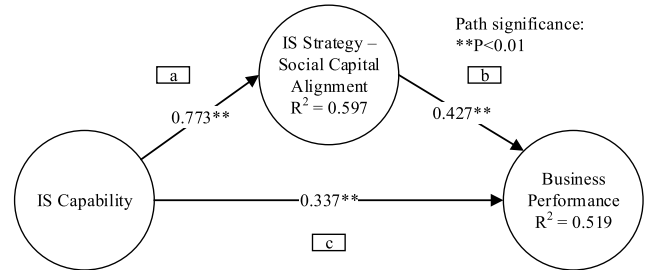 Path significance:
**P<0.01
IS Strategy –
Social Capital
Alignment
R² = 0.597
a
b
0.773**
0.427**
IS Capability
0.337**
Business
Performance
R² = 0.519
c